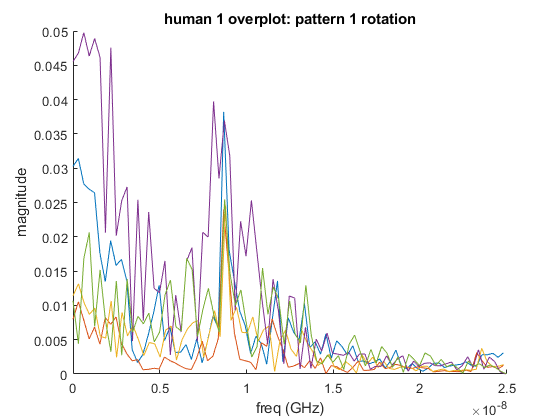 human 1 overplot: pattern 1 rotation
0.05
0.045
0.04
0.035
0.03
0.025
0.02
0.015
0.01
0.005
0
magnitude
0 0.5 1 1.5 2 2.5
freq (GHz) ×10⁻⁸